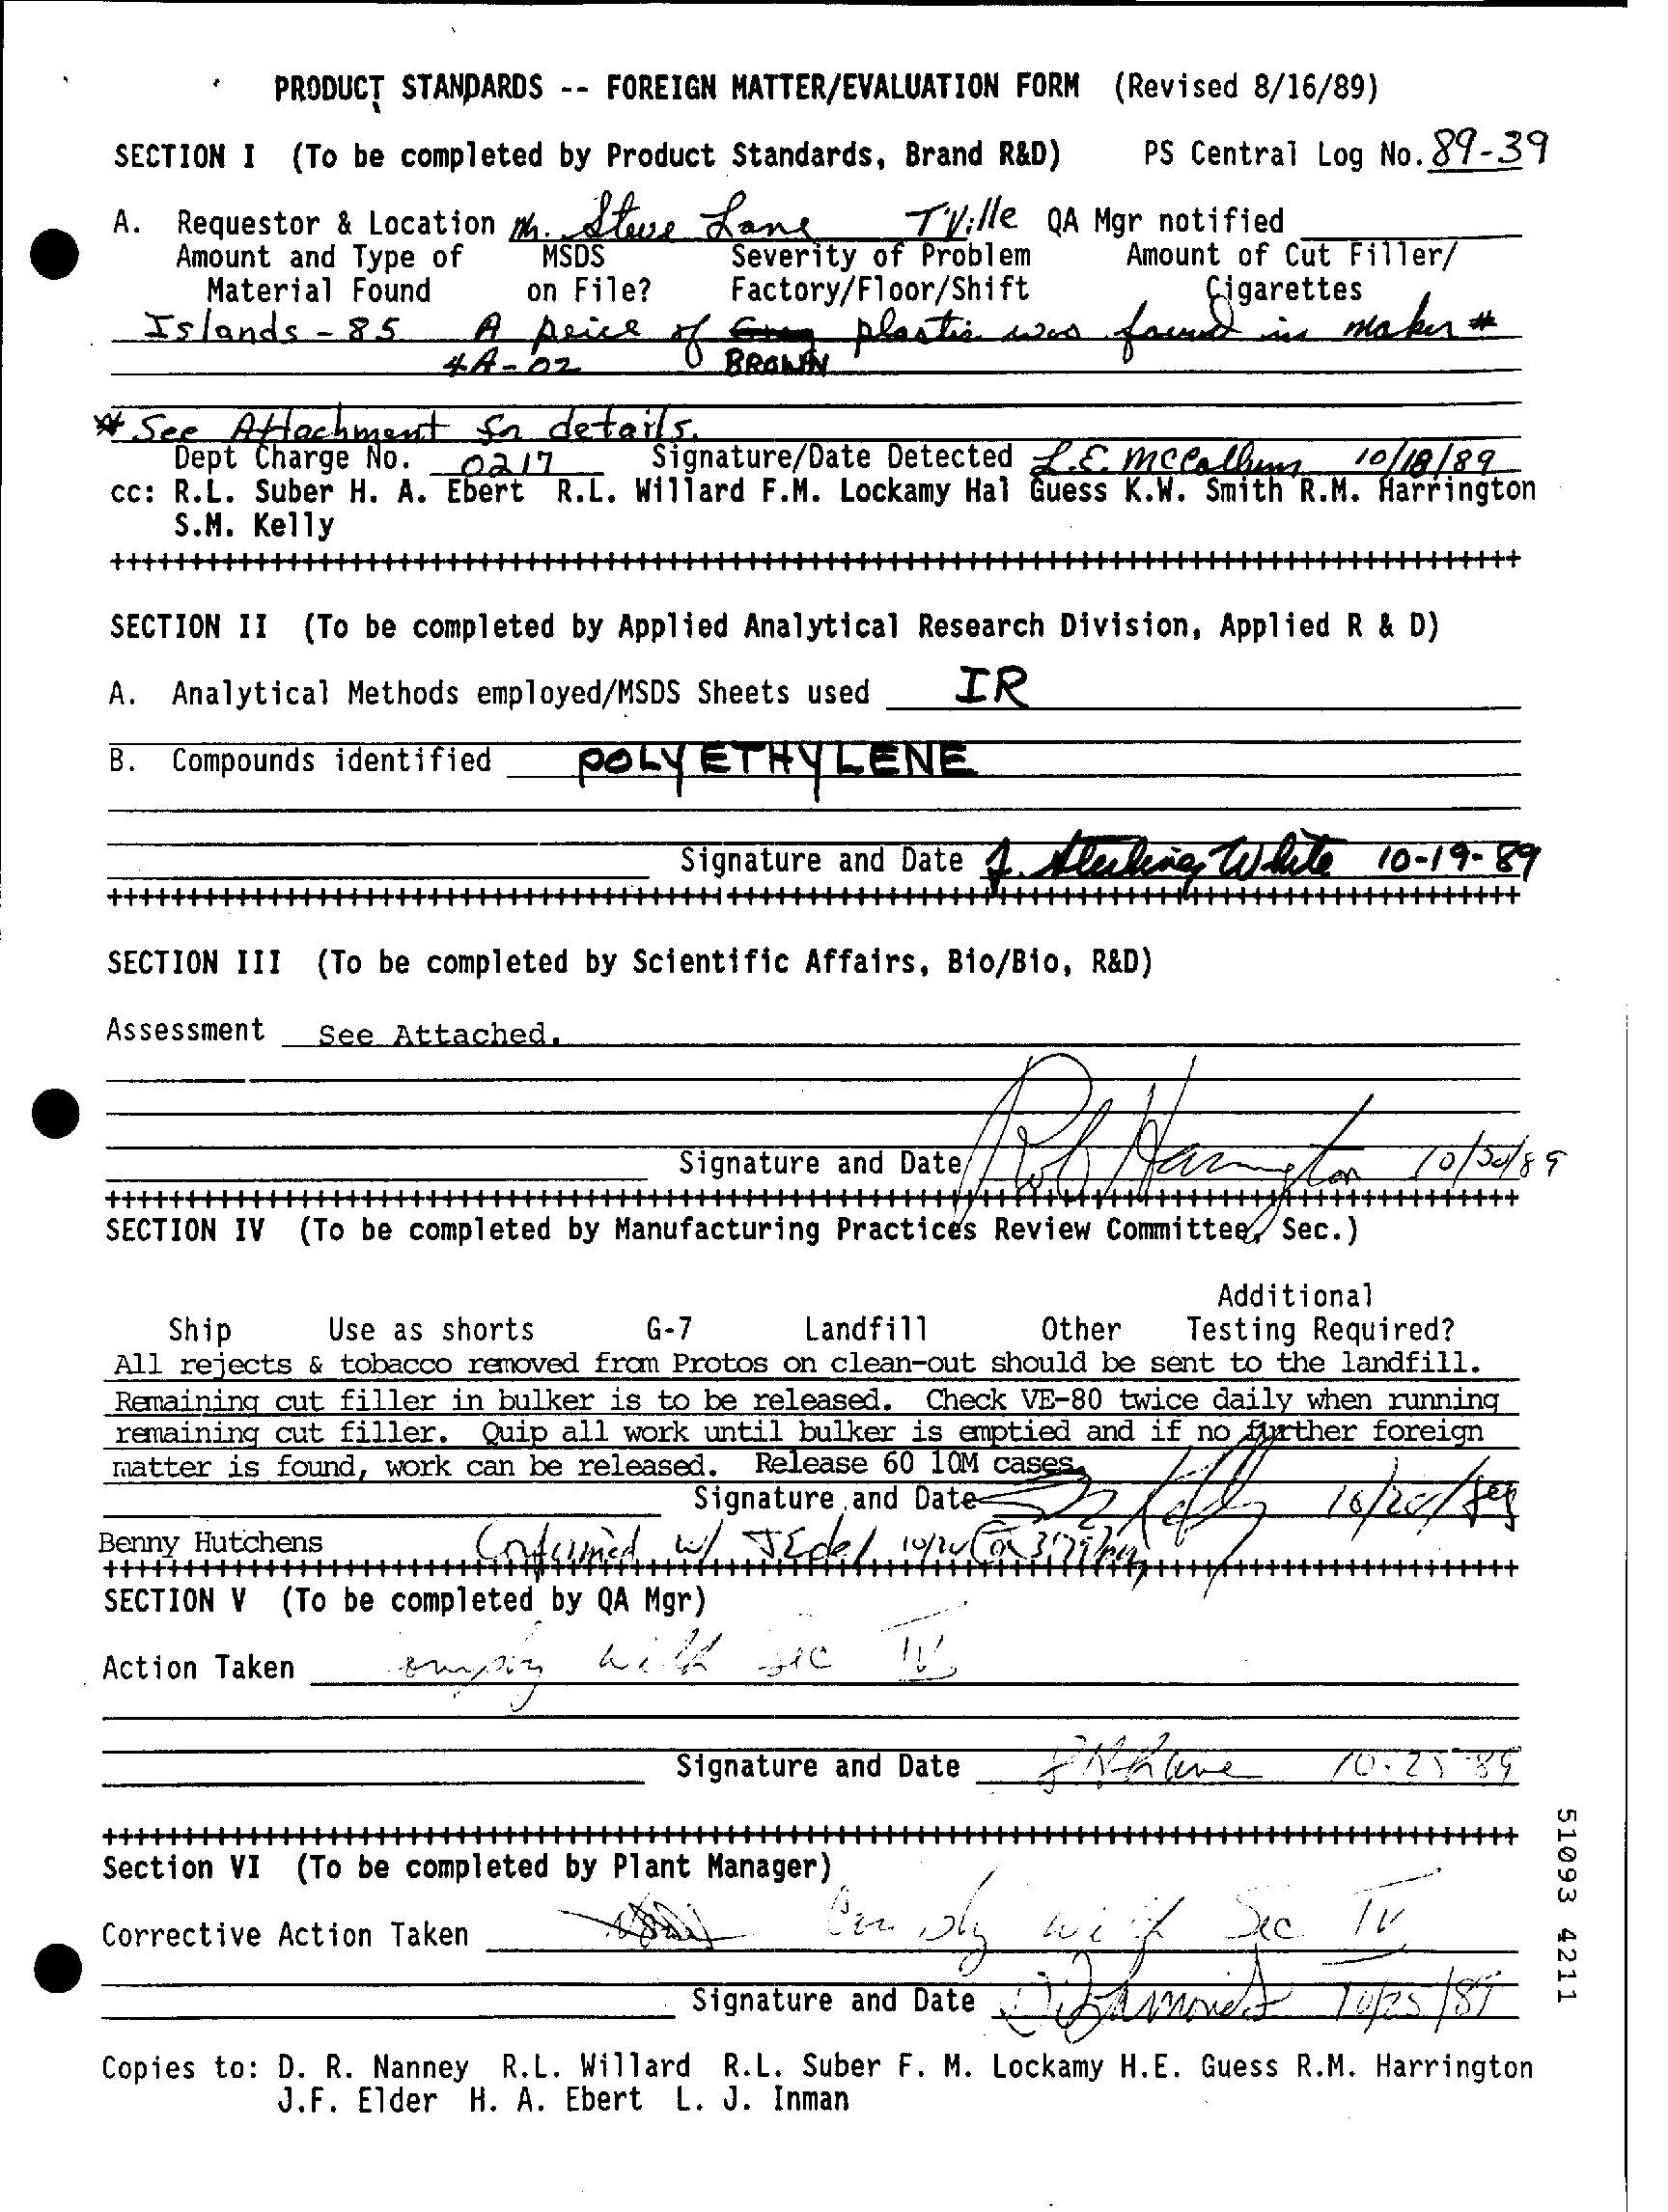 PRODUCT STANDARDS -- FOREIGN MATTER/EVALUATION FORM (Revised 8/16/89)
SECTION I (To be completed by Product Standards, Brand R&D) PS Central Log No. 89-39
A. Requestor & Location Mr. Steve Lane TVille QA Mgr notified
Amount and Type of MSDS Severity of Problem Amount of Cut Filler/
Material Found on File? Factory/Floor/Shift Cigarettes
Islands - 85 A peice of plastic was found in maker #
4A-02 BROWN
* See Attachment for details.
Dept Charge No. 0217 Signature/Date Detected L.E. McCallum 10/18/89
cc: R.L. Suber H. A. Ebert R.L. Willard F.M. Lockamy Hal Guess K.W. Smith R.M. Harrington
S.M. Kelly
SECTION II (To be completed by Applied Analytical Research Division, Applied R & D)
A. Analytical Methods employed/MSDS Sheets used IR
B. Compounds identified POLYETHYLENE
Signature and Date J. Sterling White 10-19-89
SECTION III (To be completed by Scientific Affairs, Bio/Bio, R&D)
Assessment See Attached.
Signature and Date Rob Harrington 10/20/89
SECTION IV (To be completed by Manufacturing Practices Review Committee, Sec.)
Additional
Ship Use as shorts G-7 Landfill Other Testing Required?
All rejects & tobacco removed from Protos on clean-out should be sent to the landfill.
Remaining cut filler in bulker is to be released. Check VE-80 twice daily when running
remaining cut filler. Quip all work until bulker is emptied and if no further foreign
matter is found, work can be released. Release 60 10M cases.
Signature and Date Kelly 10/20/89
Benny Hutchens Confirmed w/ 10/20
SECTION V (To be completed by QA Mgr)
Action Taken comply with sec IV
Signature and Date 10-25-89
Section VI (To be completed by Plant Manager)
Corrective Action Taken Comply with Sec IV
Signature and Date 10/25/89
Copies to: D. R. Nanney R.L. Willard R.L. Suber F. M. Lockamy H.E. Guess R.M. Harrington
J.F. Elder H. A. Ebert L. J. Inman
51093 4211